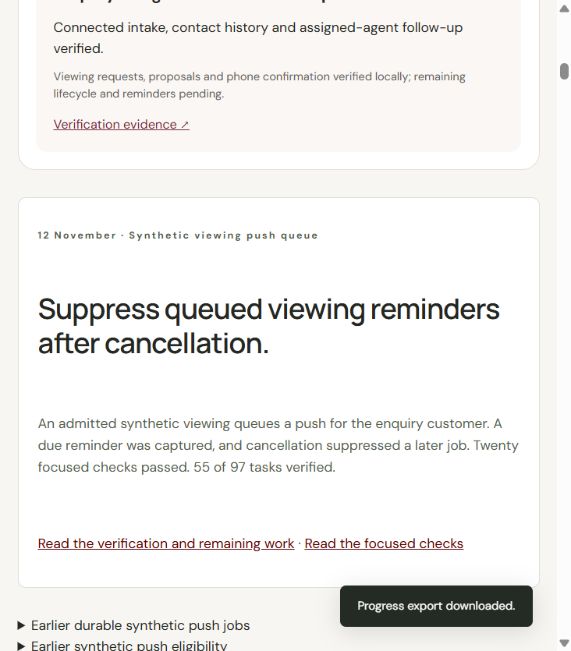 Connected intake, contact history and assigned-agent follow-up
verified.
Viewing requests, proposals and phone confirmation verified locally; remaining
lifecycle and reminders pending.
Verification evidence ↗
12 November · Synthetic viewing push queue
Suppress queued viewing reminders
after cancellation.
An admitted synthetic viewing queues a push for the enquiry customer. A
due reminder was captured, and cancellation suppressed a later job. Twenty
focused checks passed. 55 of 97 tasks verified.
Read the verification and remaining work · Read the focused checks
Progress export downloaded.
▶ Earlier durable synthetic push jobs
▶ Earlier synthetic push eligibility